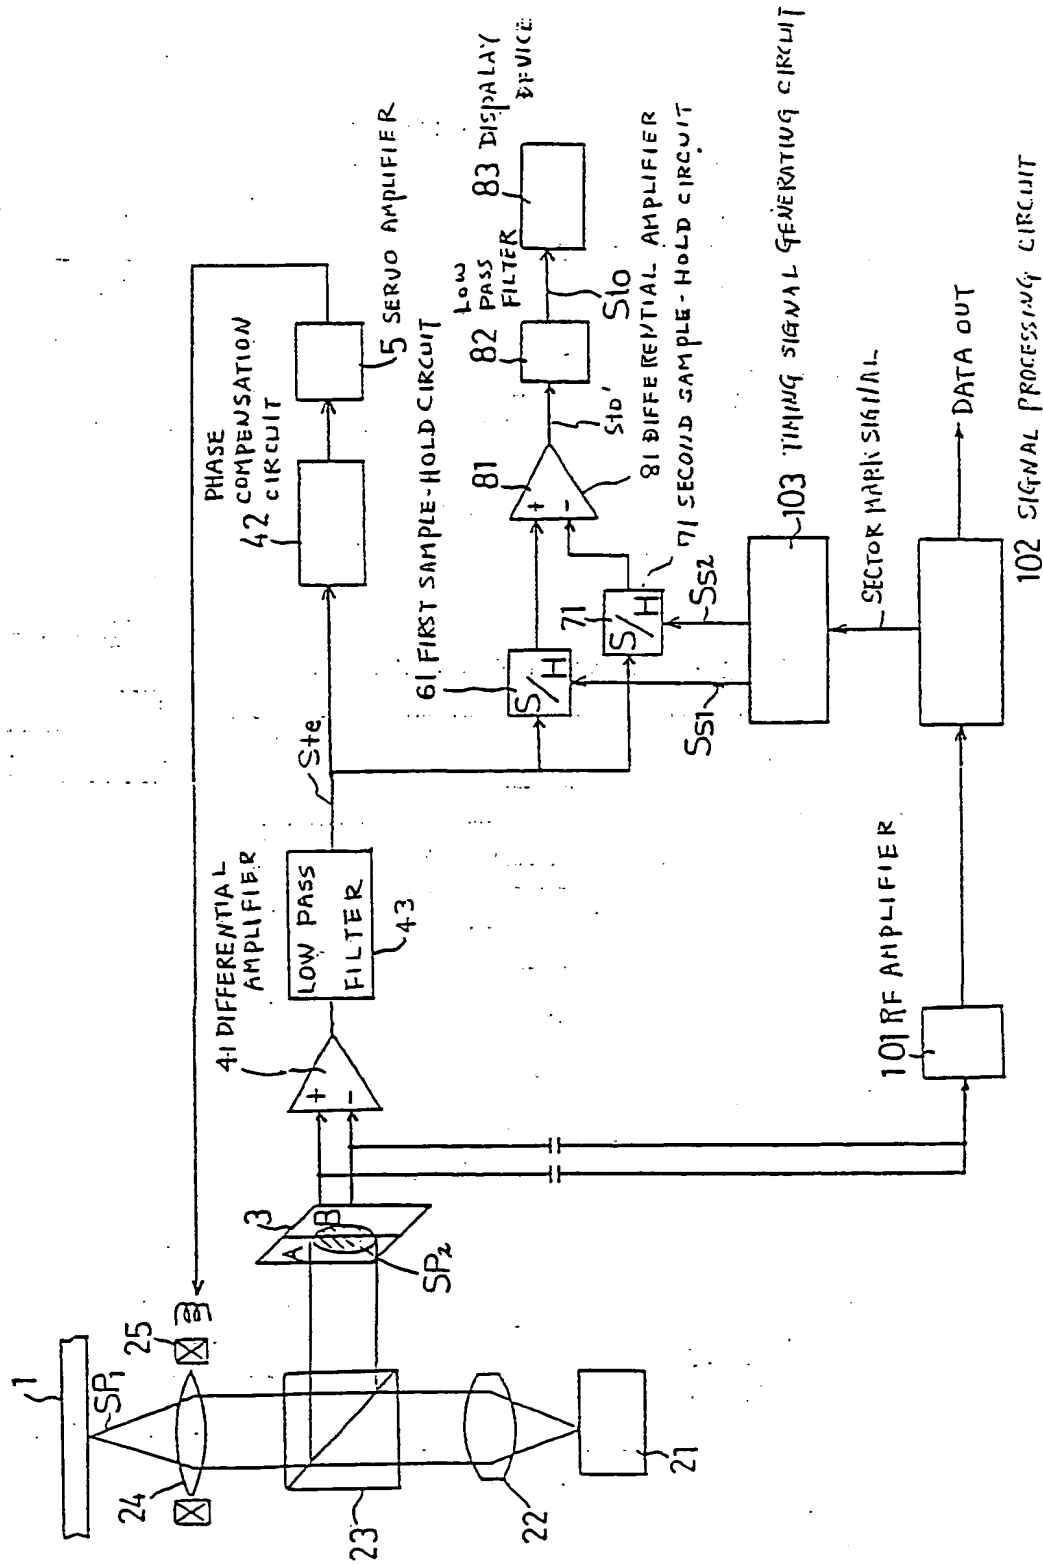 1
SP1
24
25
23
22
21
3
A
B
SP2
41 DIFFERENTIAL
AMPLIFIER
+
-
LOW PASS
FILTER
43
Ste
PHASE
COMPENSATION
CIRCUIT
42
5 SERVO AMPLIFIER
61 FIRST SAMPLE-HOLD CIRCUIT
S/H
71
S/H
71 SECOND SAMPLE-HOLD CIRCUIT
81
+
-
81 DIFFERENTIAL AMPLIFIER
Sto'
82
LOW
PASS
FILTER
Sto
83 DISPALAY
DEVICE
SS1
SS2
103 TIMING SIGNAL GENERATING CIRCUIT
SECTOR MARK SIGNAL
101 RF AMPLIFIER
DATA OUT
102 SIGNAL PROCESSING CIRCUIT